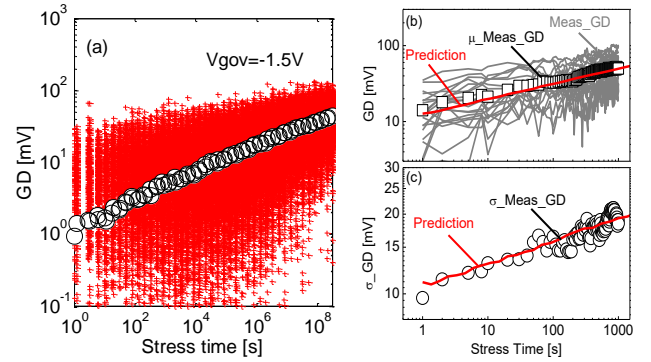 (a)
Vgov=-1.5V
GD [mV]
10³
10²
10¹
10⁰
10⁻¹
10⁰ 10² 10⁴ 10⁶ 10⁸
Stress time [s]
(b)
Meas_GD
μ_Meas_GD
Prediction
GD [mV]
100
10
(c)
σ_Meas_GD
Prediction
σ_GD [mV]
30
25
20
15
10
1 10 100 1000
Stress Time [s]